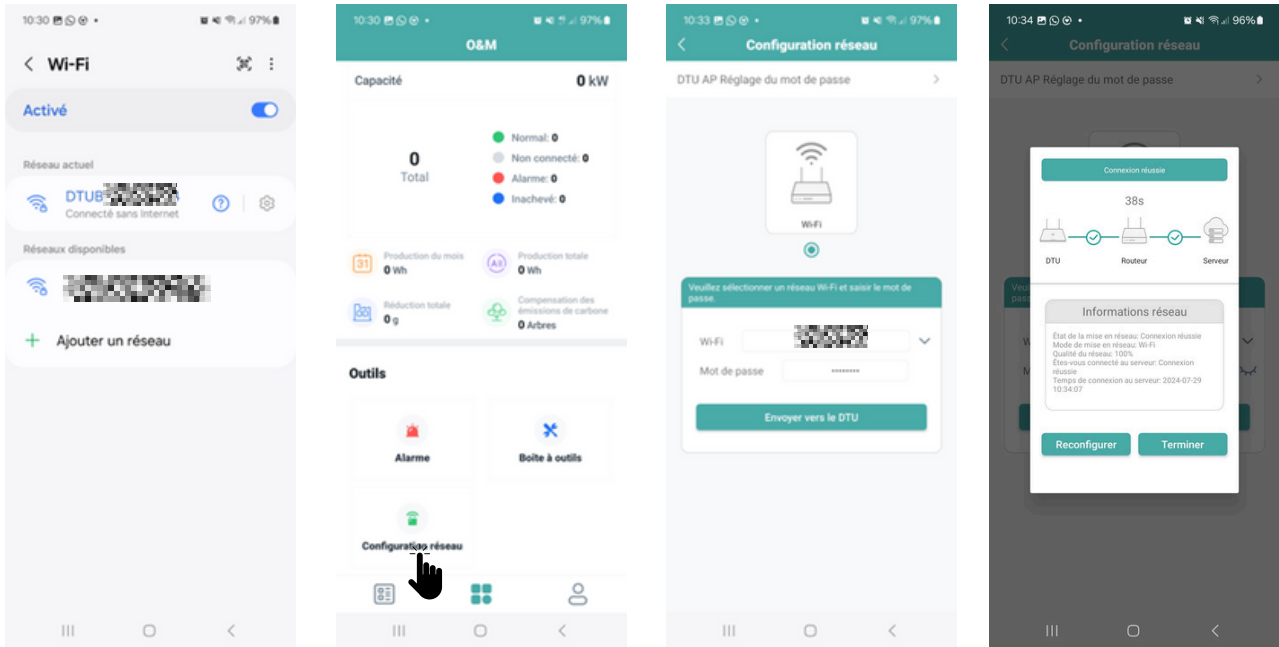 10:30 97%
Wi-Fi
Activé
Réseau actuel
DTUB
Connecté sans Internet
Réseaux disponibles
Ajouter un réseau
10:30 97%
O&M
Capacité 0 kW
0
Total
Normal: 0
Non connecté: 0
Alarme: 0
Inachevé: 0
31 Production du mois
0 Wh
All Production totale
0 Wh
Réduction totale
0 g
Compensation des
émissions de carbone
0 Arbres
Outils
Alarme
Boîte à outils
Configuration réseau
10:33 97%
Configuration réseau
DTU AP Réglage du mot de passe
Wi-Fi
Veuillez sélectionner un réseau Wi-Fi et saisir le mot de
passe.
Wi-Fi
Mot de passe ********
Envoyer vers le DTU
10:34 96%
Configuration réseau
DTU AP Réglage du mot de passe
Connexion réussie
38s
DTU Routeur Serveur
Informations réseau
État de la mise en réseau: Connexion réussie
Mode de mise en réseau: Wi-Fi
Qualité du réseau: 100%
Êtes-vous connecté au serveur: Connexion
réussie
Temps de connexion au serveur: 2024-07-29
10:34:07
Reconfigurer Terminer